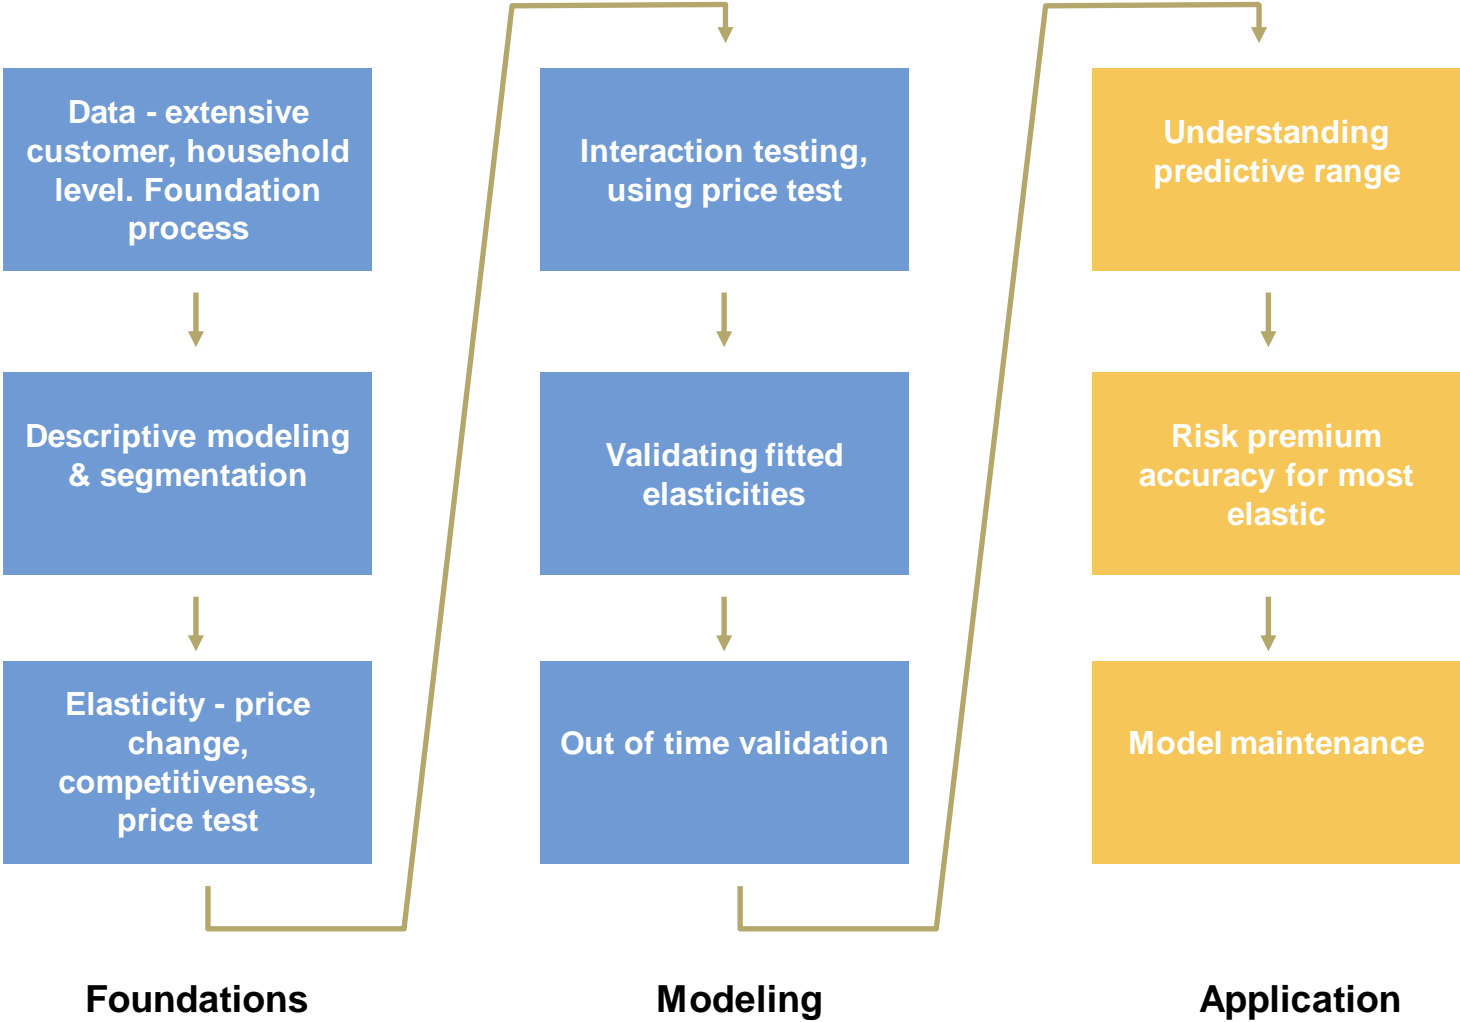 Data - extensive
customer, household
level. Foundation
process
Descriptive modeling
& segmentation
Elasticity - price
change,
competitiveness,
price test
Foundations
Interaction testing,
using price test
Validating fitted
elasticities
Out of time validation
Modeling
Understanding
predictive range
Risk premium
accuracy for most
elastic
Model maintenance
Application